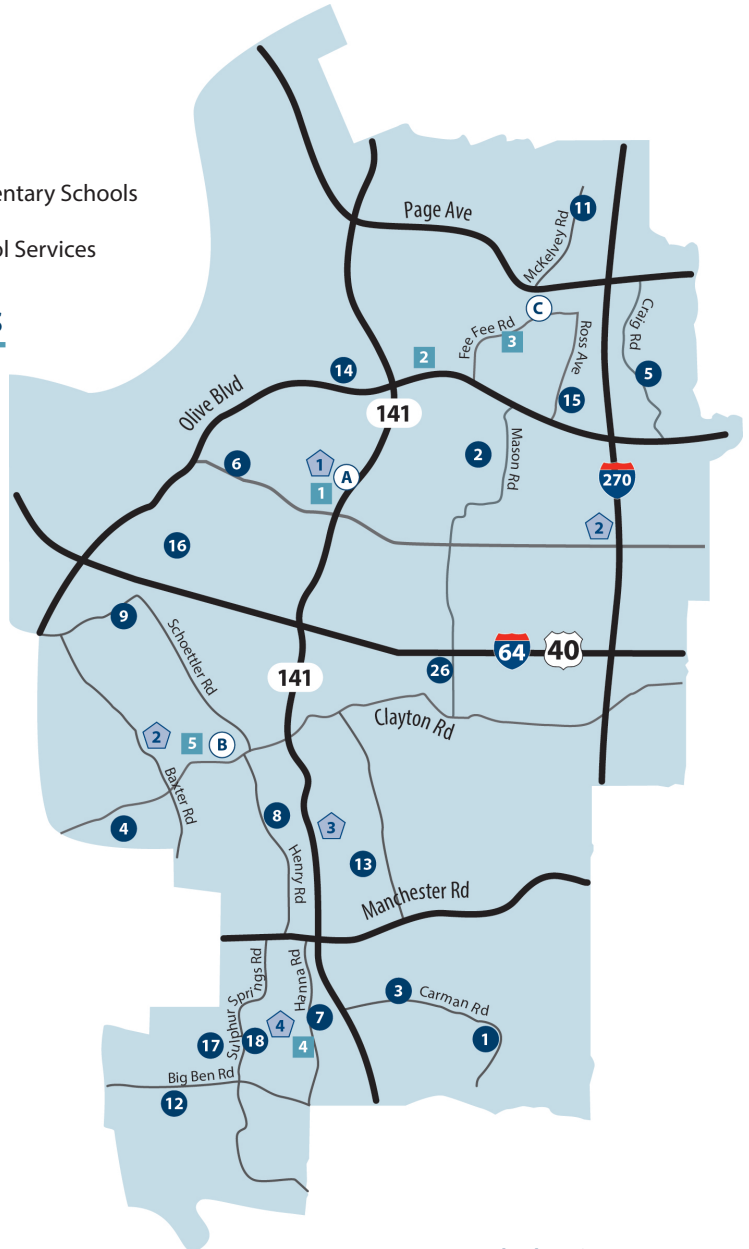 entary Schools
ol Services
s
Page Ave
McKelvey Rd
11
C
Fee Fee Rd
3
Ross Ave
Craig Rd
5
2
14
15
Olive Blvd
141
6
1
A
1
2
Mason Rd
270
2
16
9
Schoettler Rd
64
40
26
141
Clayton Rd
2
5
B
Baxter Rd
4
8
3
13
Henry Rd
Manchester Rd
Sulphur Springs Rd
Hanna Rd
3
Carman Rd
1
4
7
4
17
18
Big Ben Rd
12